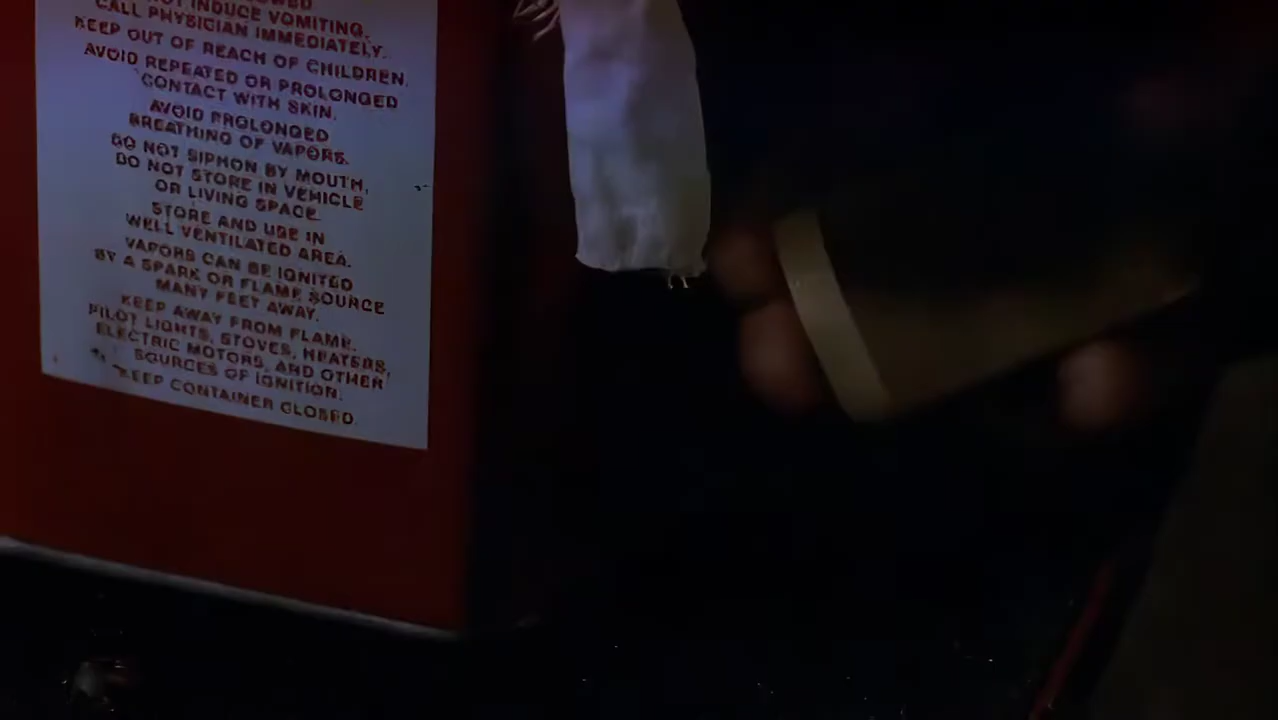 NOT INDUCE VOMITING.
CALL PHYSICIAN IMMEDIATELY.
KEEP OUT OF REACH OF CHILDREN.
AVOID REPEATED OR PROLONGED
CONTACT WITH SKIN.
AVOID PROLONGED
BREATHING OF VAPORS.
DO NOT SIPHON BY MOUTH,
DO NOT STORE IN VEHICLE
OR LIVING SPACE.
STORE AND USE IN
WELL VENTILATED AREA.
VAPORS CAN BE IGNITED
BY A SPARK OR FLAME SOURCE
MANY FEET AWAY.
KEEP AWAY FROM FLAME.
PILOT LIGHTS, STOVES, HEATERS,
ELECTRIC MOTORS, AND OTHER
SOURCES OF IGNITION.
KEEP CONTAINER CLOSED.